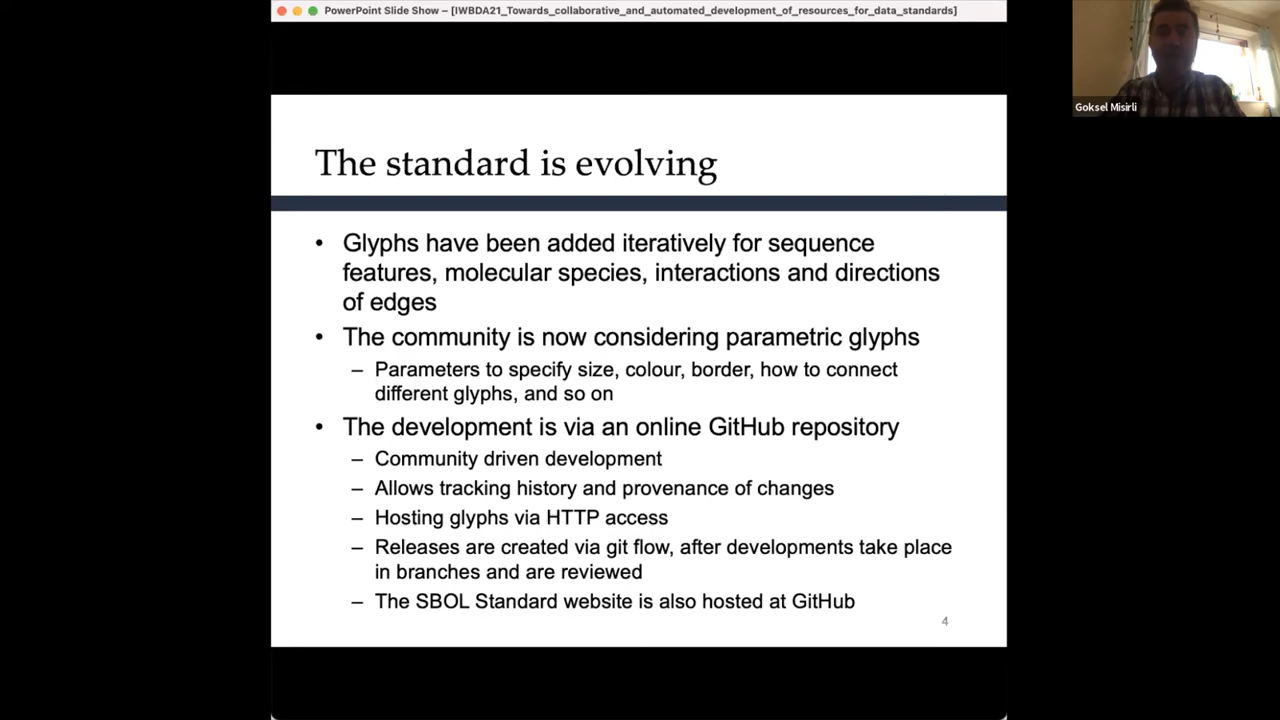 PowerPoint Slide Show – [IWBDA21_Towards_collaborative_and_automated_development_of_resources_for_data_standards]
Goksel Misirli
The standard is evolving
• Glyphs have been added iteratively for sequence
features, molecular species, interactions and directions
of edges
• The community is now considering parametric glyphs
– Parameters to specify size, colour, border, how to connect
different glyphs, and so on
• The development is via an online GitHub repository
– Community driven development
– Allows tracking history and provenance of changes
– Hosting glyphs via HTTP access
– Releases are created via git flow, after developments take place
in branches and are reviewed
– The SBOL Standard website is also hosted at GitHub
4